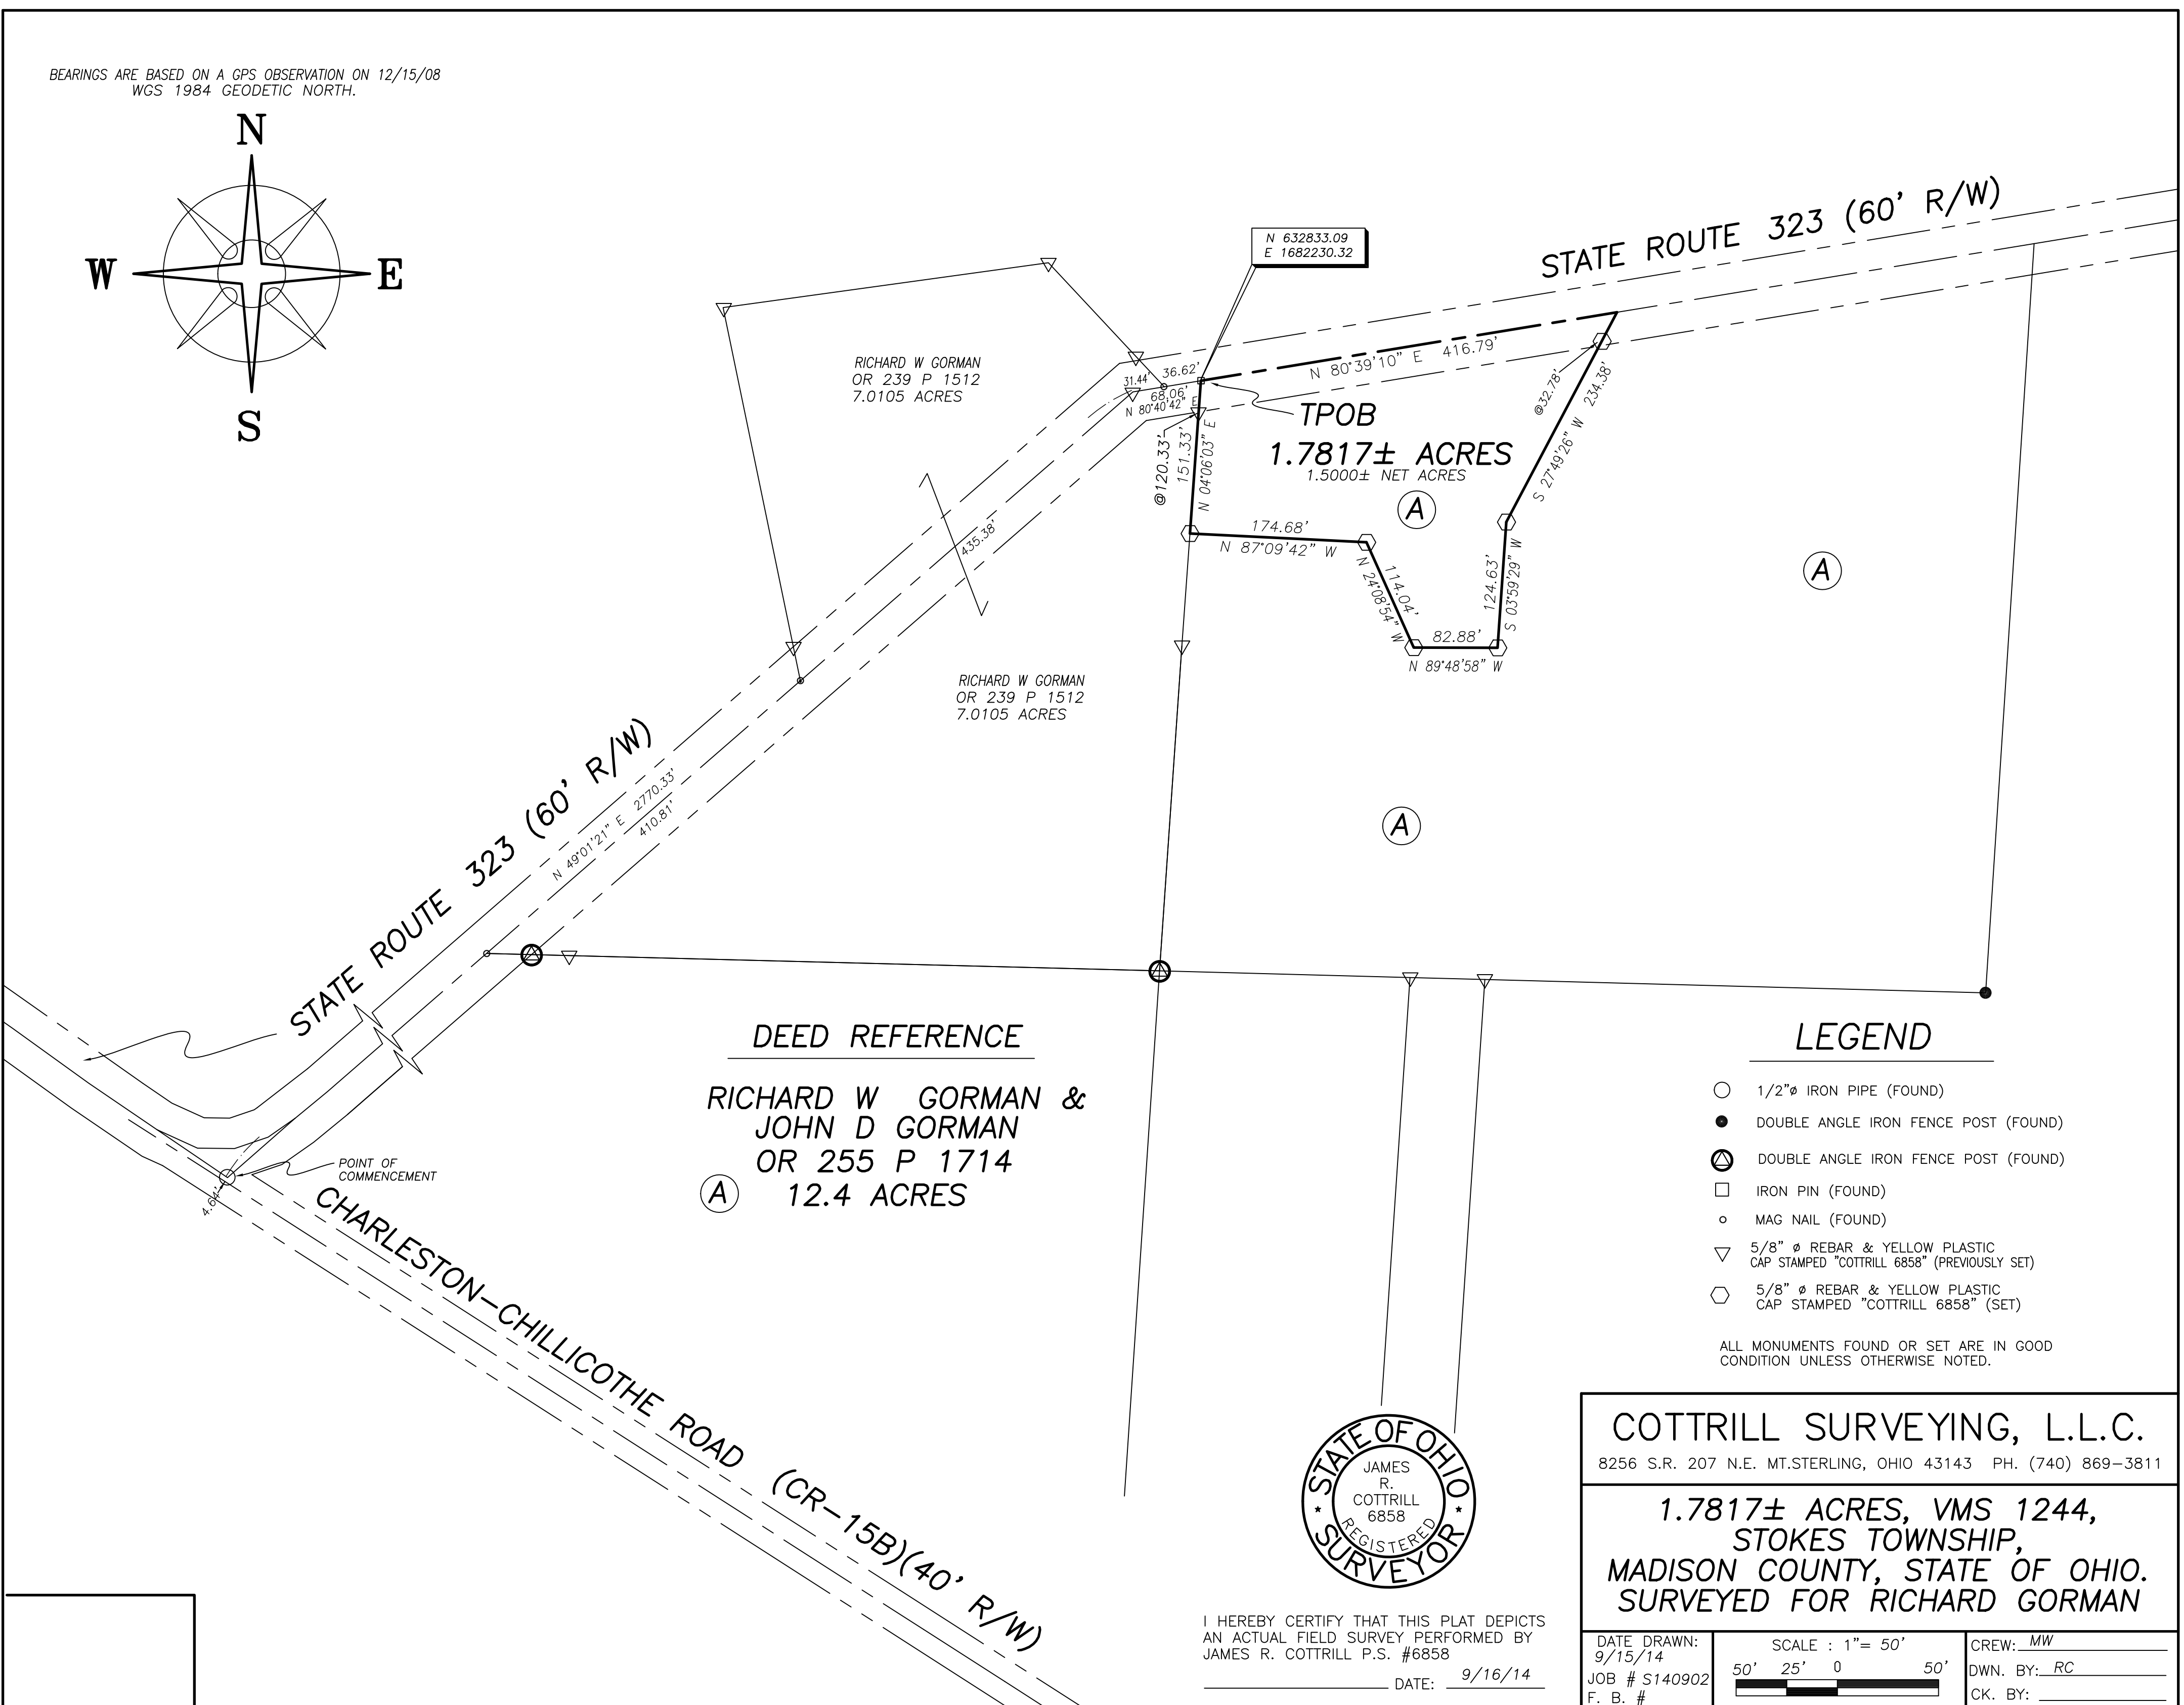 BEARINGS ARE BASED ON A GPS OBSERVATION ON 12/15/08
WGS 1984 GEODETIC NORTH.
N
W
E
S
N 632833.09
E 1682230.32
STATE ROUTE 323 (60' R/W)
RICHARD W GORMAN
OR 239 P 1512
7.0105 ACRES
31.44'
36.62'
68.06'
N 80°40'42" E
N 80°39'10" E 416.79'
TPOB
1.7817± ACRES
1.5000± NET ACRES
A
@120.33'
151.33'
N 04°06'03" E
@32.78'
S 27°49'26" W 234.38'
174.68'
N 87°09'42" W
114.04'
N 24°08'54" W
82.88'
N 89°48'58" W
124.63'
S 03°59'29" W
A
435.38'
RICHARD W GORMAN
OR 239 P 1512
7.0105 ACRES
A
STATE ROUTE 323 (60' R/W)
N 49°01'21" E 2770.33'
410.81'
DEED REFERENCE
RICHARD W GORMAN &
JOHN D GORMAN
OR 255 P 1714
A 12.4 ACRES
POINT OF
COMMENCEMENT
4.64'
CHARLESTON-CHILLICOTHE ROAD (CR-15B)(40' R/W)
LEGEND
1/2"ø IRON PIPE (FOUND)
DOUBLE ANGLE IRON FENCE POST (FOUND)
DOUBLE ANGLE IRON FENCE POST (FOUND)
IRON PIN (FOUND)
MAG NAIL (FOUND)
5/8" ø REBAR & YELLOW PLASTIC
CAP STAMPED "COTTRILL 6858" (PREVIOUSLY SET)
5/8" ø REBAR & YELLOW PLASTIC
CAP STAMPED "COTTRILL 6858" (SET)
ALL MONUMENTS FOUND OR SET ARE IN GOOD
CONDITION UNLESS OTHERWISE NOTED.
STATE OF OHIO
JAMES
R.
COTTRILL
6858
REGISTERED
SURVEYOR
I HEREBY CERTIFY THAT THIS PLAT DEPICTS
AN ACTUAL FIELD SURVEY PERFORMED BY
JAMES R. COTTRILL P.S. #6858
DATE: 9/16/14
COTTRILL SURVEYING, L.L.C.
8256 S.R. 207 N.E. MT.STERLING, OHIO 43143 PH. (740) 869-3811
1.7817± ACRES, VMS 1244,
STOKES TOWNSHIP,
MADISON COUNTY, STATE OF OHIO.
SURVEYED FOR RICHARD GORMAN
DATE DRAWN:
9/15/14
JOB # S140902
F. B. #
SCALE : 1"= 50'
50' 25' 0 50'
CREW: MW
DWN. BY: RC
CK. BY: